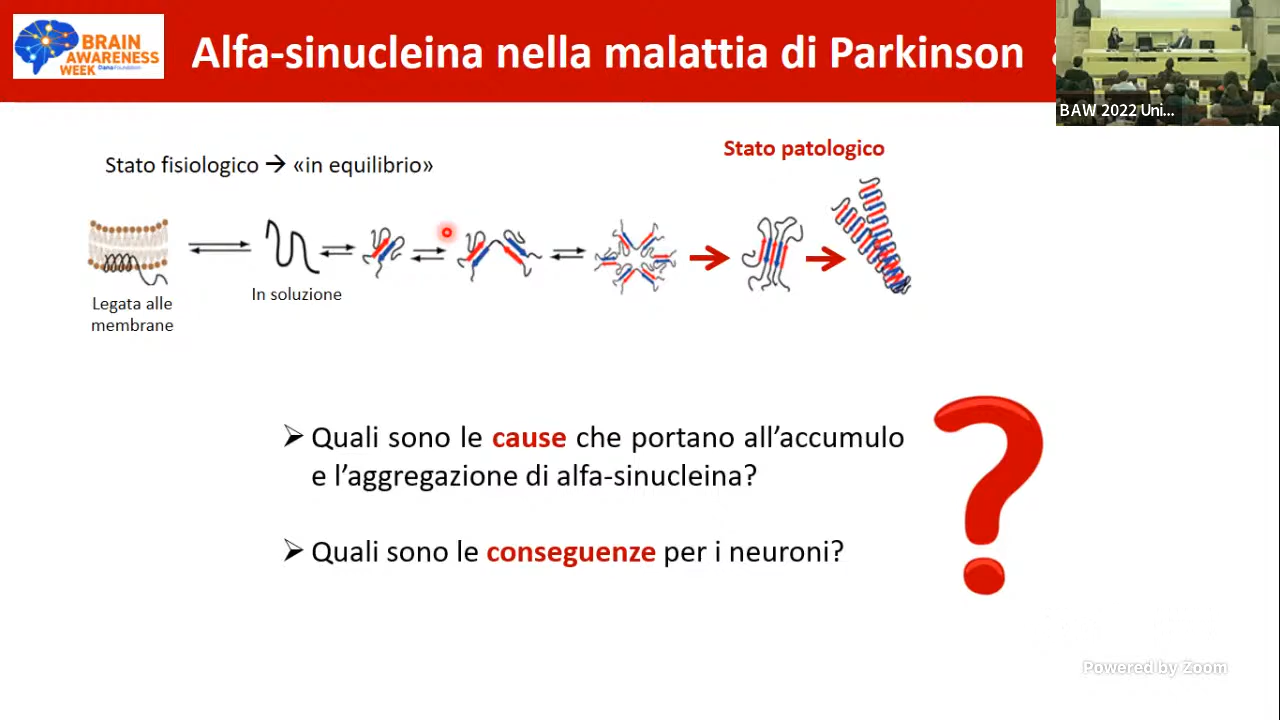 BRAIN
AWARENESS
WEEK Dana Foundation
Alfa-sinucleina nella malattia di Parkinson
BAW 2022 Uni...
Stato fisiologico → «in equilibrio»
Stato patologico
Legata alle
membrane
In soluzione
➢ Quali sono le cause che portano all’accumulo
e l’aggregazione di alfa-sinucleina?
➢ Quali sono le conseguenze per i neuroni?
?
Powered by Zoom